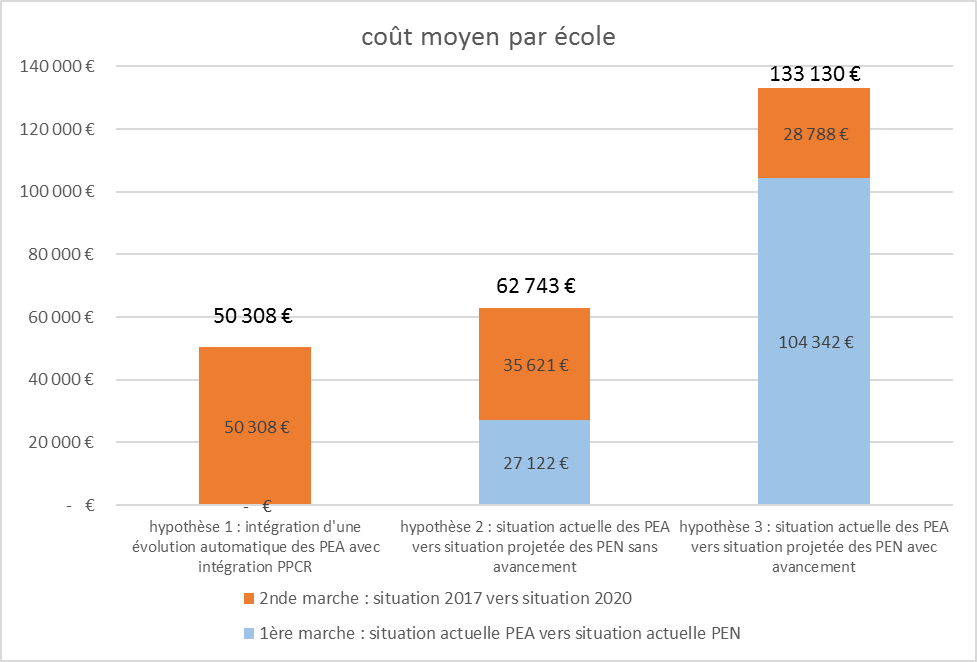 coût moyen par école
140 000 €
120 000 €
100 000 €
80 000 €
60 000 €
40 000 €
20 000 €
- €
50 308 €
50 308 €
- €
62 743 €
35 621 €
27 122 €
133 130 €
28 788 €
104 342 €
hypothèse 1 : intégration d'une
évolution automatique des PEA avec
intégration PPCR
hypothèse 2 : situation actuelle des PEA
vers situation projetée des PEN sans
avancement
hypothèse 3 : situation actuelle des PEA
vers situation projetée des PEN avec
avancement
2nde marche : situation 2017 vers situation 2020
1ère marche : situation actuelle PEA vers situation actuelle PEN